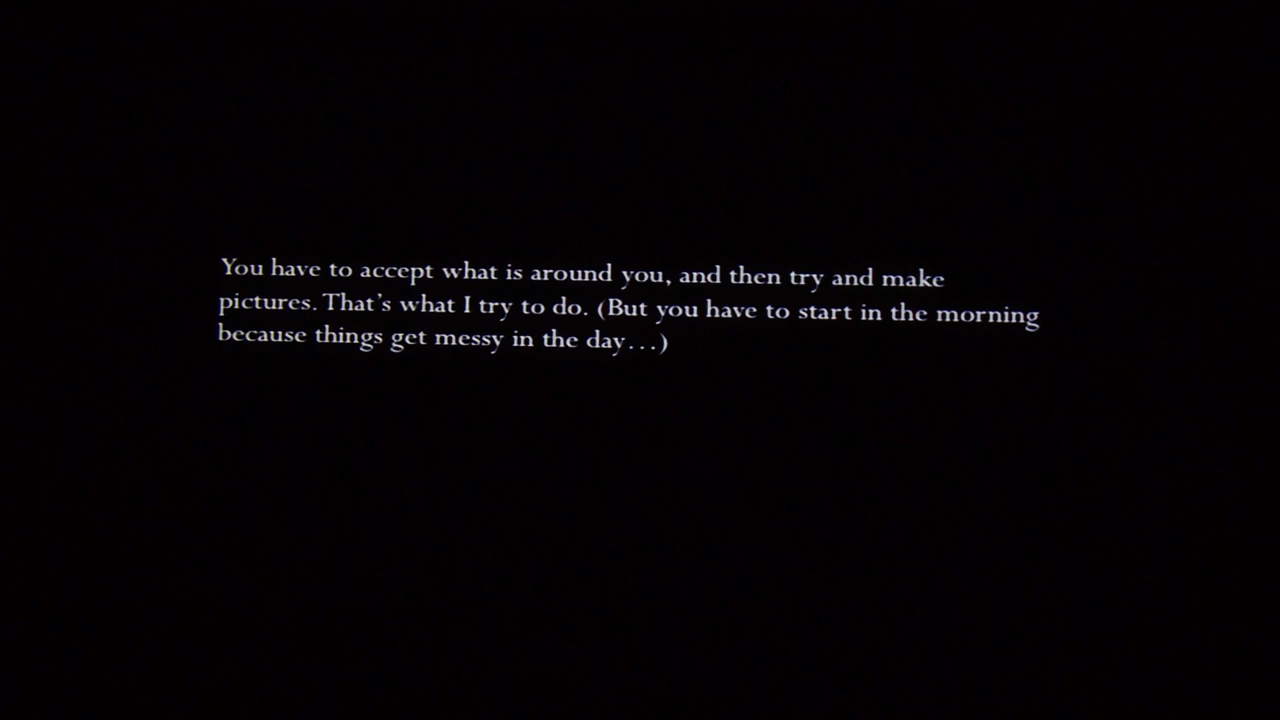 You have to accept what is around you, and then try and make
pictures. That's what I try to do. (But you have to start in the morning
because things get messy in the day...)